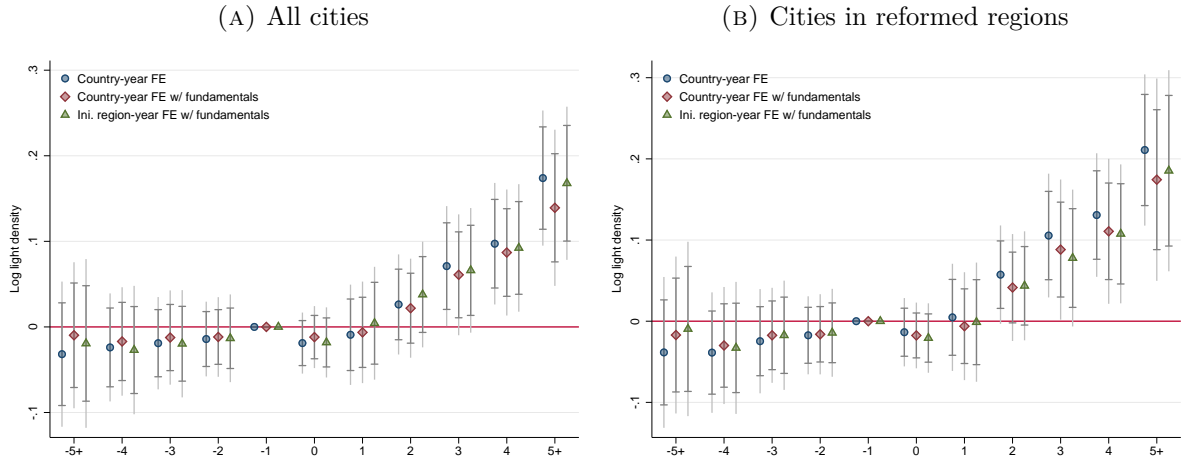 (A) All cities
.3
.2
.1
0
-.1
Log light density
Country-year FE
Country-year FE w/ fundamentals
Ini. region-year FE w/ fundamentals
-5+ -4 -3 -2 -1 0 1 2 3 4 5+
(B) Cities in reformed regions
.3
.2
.1
0
-.1
Log light density
Country-year FE
Country-year FE w/ fundamentals
Ini. region-year FE w/ fundamentals
-5+ -4 -3 -2 -1 0 1 2 3 4 5+